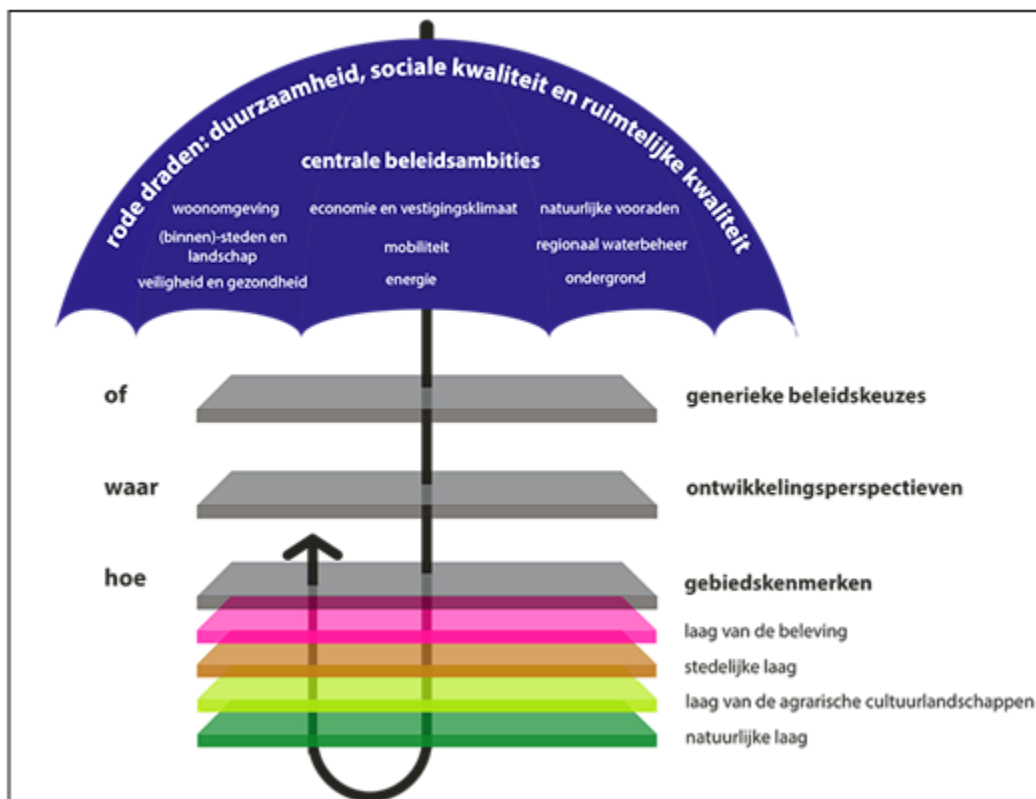 rode draden: duurzaamheid, sociale kwaliteit en ruimtelijke kwaliteit
centrale beleidsambities
woonomgeving
economie en vestigingsklimaat
natuurlijke vooraden
(binnen)-steden en
landschap
mobiliteit
regionaal waterbeheer
veiligheid en gezondheid
energie
ondergrond
of
generieke beleidskeuzes
waar
ontwikkelingsperspectieven
hoe
gebiedskenmerken
laag van de beleving
stedelijke laag
laag van de agrarische cultuurlandschappen
natuurlijke laag